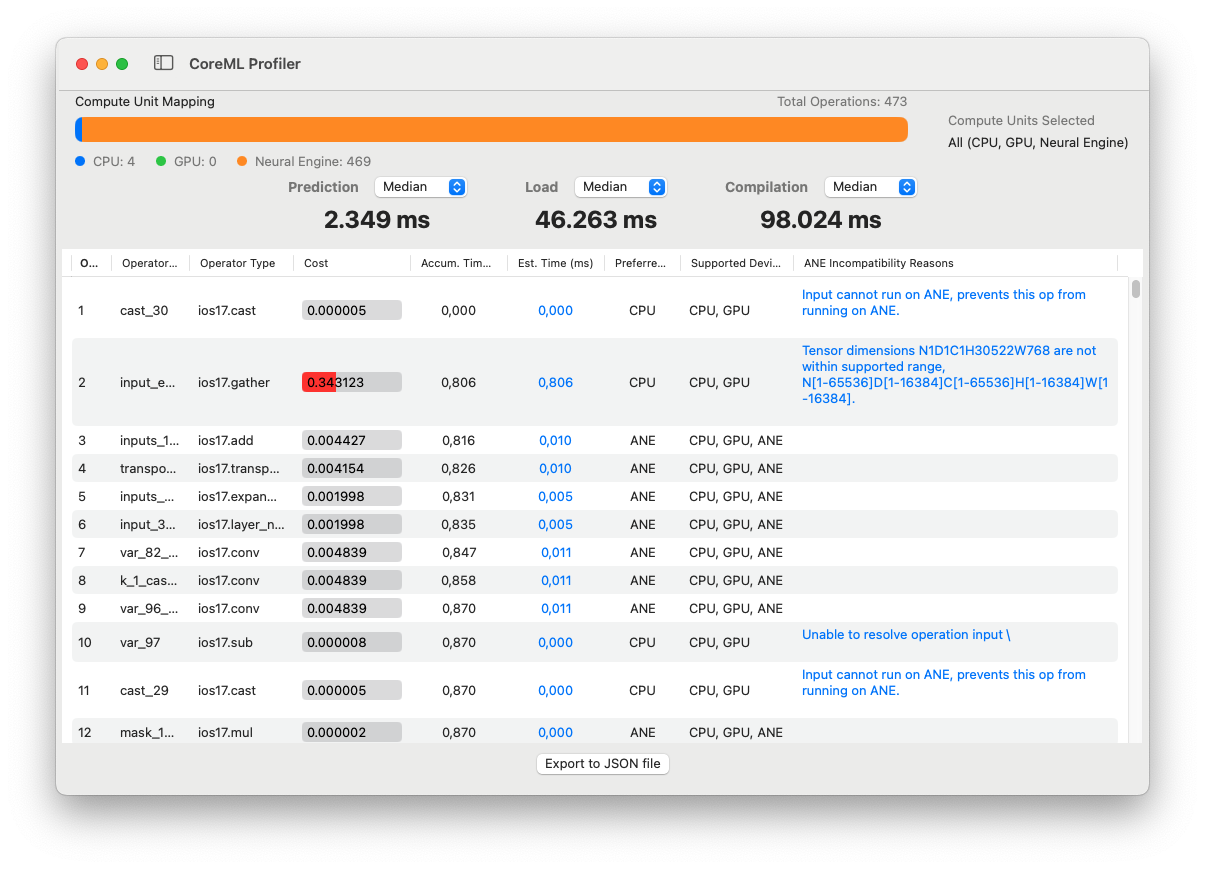 CoreML Profiler
Compute Unit Mapping
Total Operations: 473
Compute Units Selected
All (CPU, GPU, Neural Engine)
CPU: 4 GPU: 0 Neural Engine: 469
Prediction Median Load Median Compilation Median
2.349 ms 46.263 ms 98.024 ms
O... Operator... Operator Type Cost Accum. Tim... Est. Time (ms) Preferre... Supported Devi... ANE Incompatibility Reasons
1 cast_30 ios17.cast 0.000005 0,000 0,000 CPU CPU, GPU
Input cannot run on ANE, prevents this op from
running on ANE.
2 input_e... ios17.gather 0.343123 0,806 0,806 CPU CPU, GPU
Tensor dimensions N1D1C1H30522W768 are not
within supported range,
N[1-65536]D[1-16384]C[1-65536]H[1-16384]W[1
-16384].
3 inputs_1... ios17.add 0.004427 0,816 0,010 ANE CPU, GPU, ANE
4 transpo... ios17.transp... 0.004154 0,826 0,010 ANE CPU, GPU, ANE
5 inputs_... ios17.expan... 0.001998 0,831 0,005 ANE CPU, GPU, ANE
6 input_3... ios17.layer_n... 0.001998 0,835 0,005 ANE CPU, GPU, ANE
7 var_82_... ios17.conv 0.004839 0,847 0,011 ANE CPU, GPU, ANE
8 k_1_cas... ios17.conv 0.004839 0,858 0,011 ANE CPU, GPU, ANE
9 var_96_... ios17.conv 0.004839 0,870 0,011 ANE CPU, GPU, ANE
10 var_97 ios17.sub 0.000008 0,870 0,000 CPU CPU, GPU Unable to resolve operation input \
11 cast_29 ios17.cast 0.000005 0,870 0,000 CPU CPU, GPU
Input cannot run on ANE, prevents this op from
running on ANE.
12 mask_1... ios17.mul 0.000002 0,870 0,000 ANE CPU, GPU, ANE
Export to JSON file